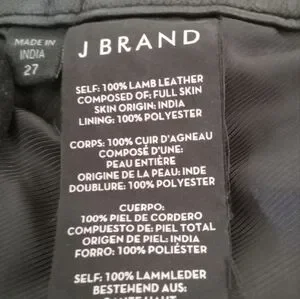 MADE IN
INDIA
27
J BRAND
SELF: 100% LAMB LEATHER
COMPOSED OF: FULL SKIN
SKIN ORIGIN: INDIA
LINING: 100% POLYESTER
CORPS: 100% CUIR D'AGNEAU
COMPOSÉ D'UNE:
PEAU ENTIÈRE
ORIGINE DE LA PEAU: INDE
DOUBLURE: 100% POLYESTER
CUERPO:
100% PIEL DE CORDERO
COMPUESTO DE: PIEL TOTAL
ORIGEN DE PIEL: INDIA
FORRO: 100% POLIÉSTER
SELF: 100% LAMMLEDER
BESTEHEND AUS: